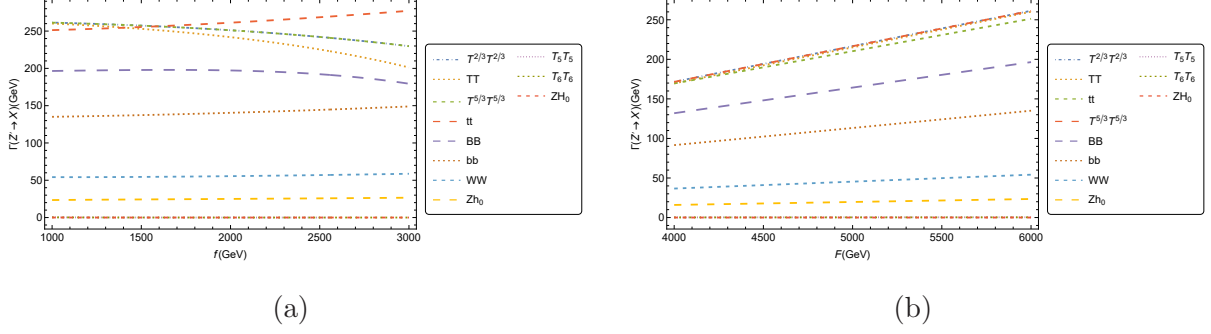 Γ(Z'→ X)(GeV)
250
200
150
100
50
0
1000 1500 2000 2500 3000
f(GeV)
T^{2/3}T^{2/3} T_5T_5
TT T_6T_6
T^{5/3}T^{5/3} ZH_0
tt
BB
bb
WW
Zh_0
(a)
Γ(Z'→ X)(GeV)
250
200
150
100
50
0
4000 4500 5000 5500 6000
F(GeV)
T^{2/3}T^{2/3} T_5T_5
TT T_6T_6
tt ZH_0
T^{5/3}T^{5/3}
BB
bb
WW
Zh_0
(b)